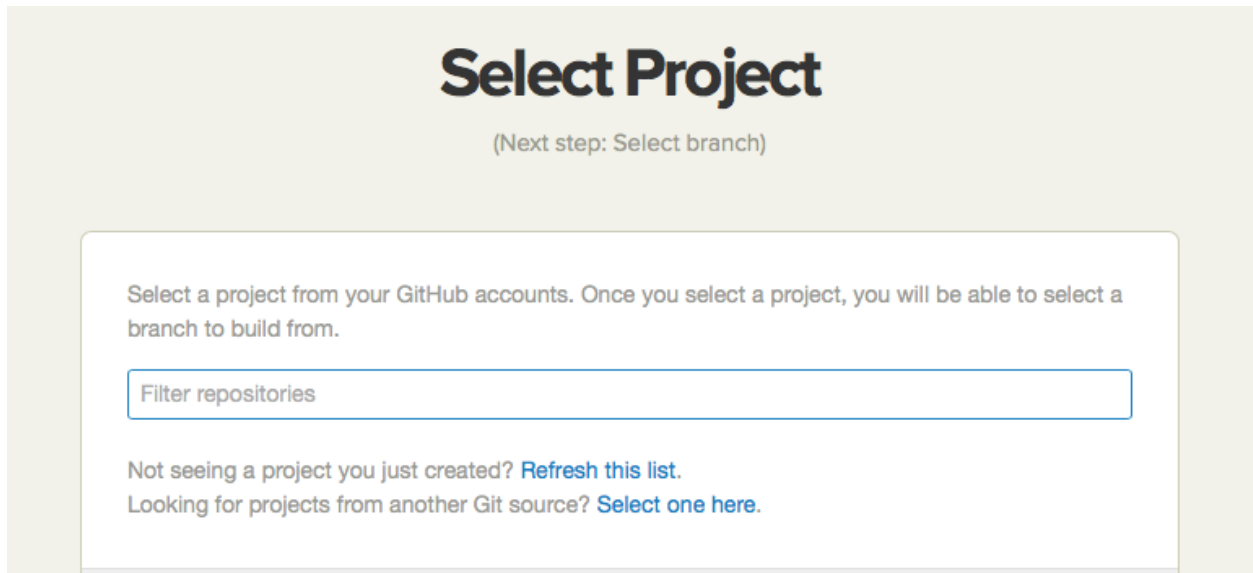 Select Project
(Next step: Select branch)
Select a project from your GitHub accounts. Once you select a project, you will be able to select a
branch to build from.
Filter repositories
Not seeing a project you just created? Refresh this list.
Looking for projects from another Git source? Select one here.